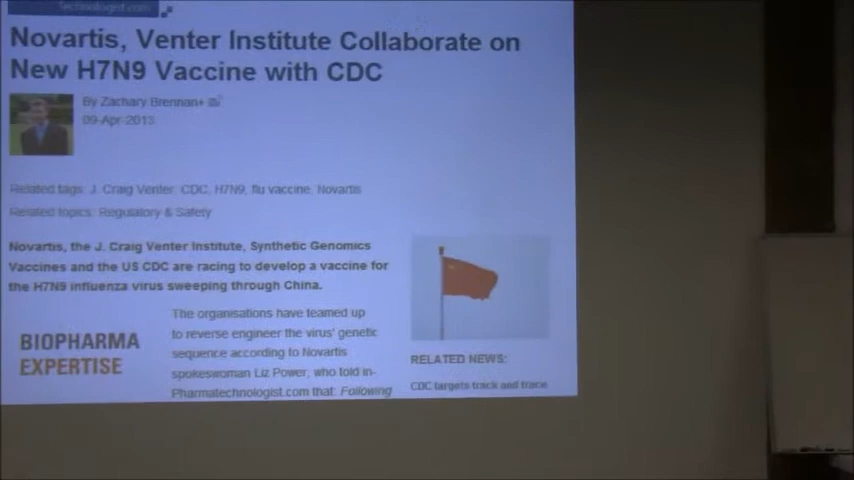 Technologist.com
Novartis, Venter Institute Collaborate on
New H7N9 Vaccine with CDC
By Zachary Brennan+
09-Apr-2013
Related tags: J. Craig Venter, CDC, H7N9, flu vaccine, Novartis
Related topics: Regulatory & Safety
Novartis, the J. Craig Venter Institute, Synthetic Genomics
Vaccines and the US CDC are racing to develop a vaccine for
the H7N9 influenza virus sweeping through China.
The organisations have teamed up
to reverse engineer the virus' genetic
sequence according to Novartis
spokeswoman Liz Power, who told in-
Pharmatechnologist.com that: Following
BIOPHARMA
EXPERTISE
RELATED NEWS:
CDC targets track and trace